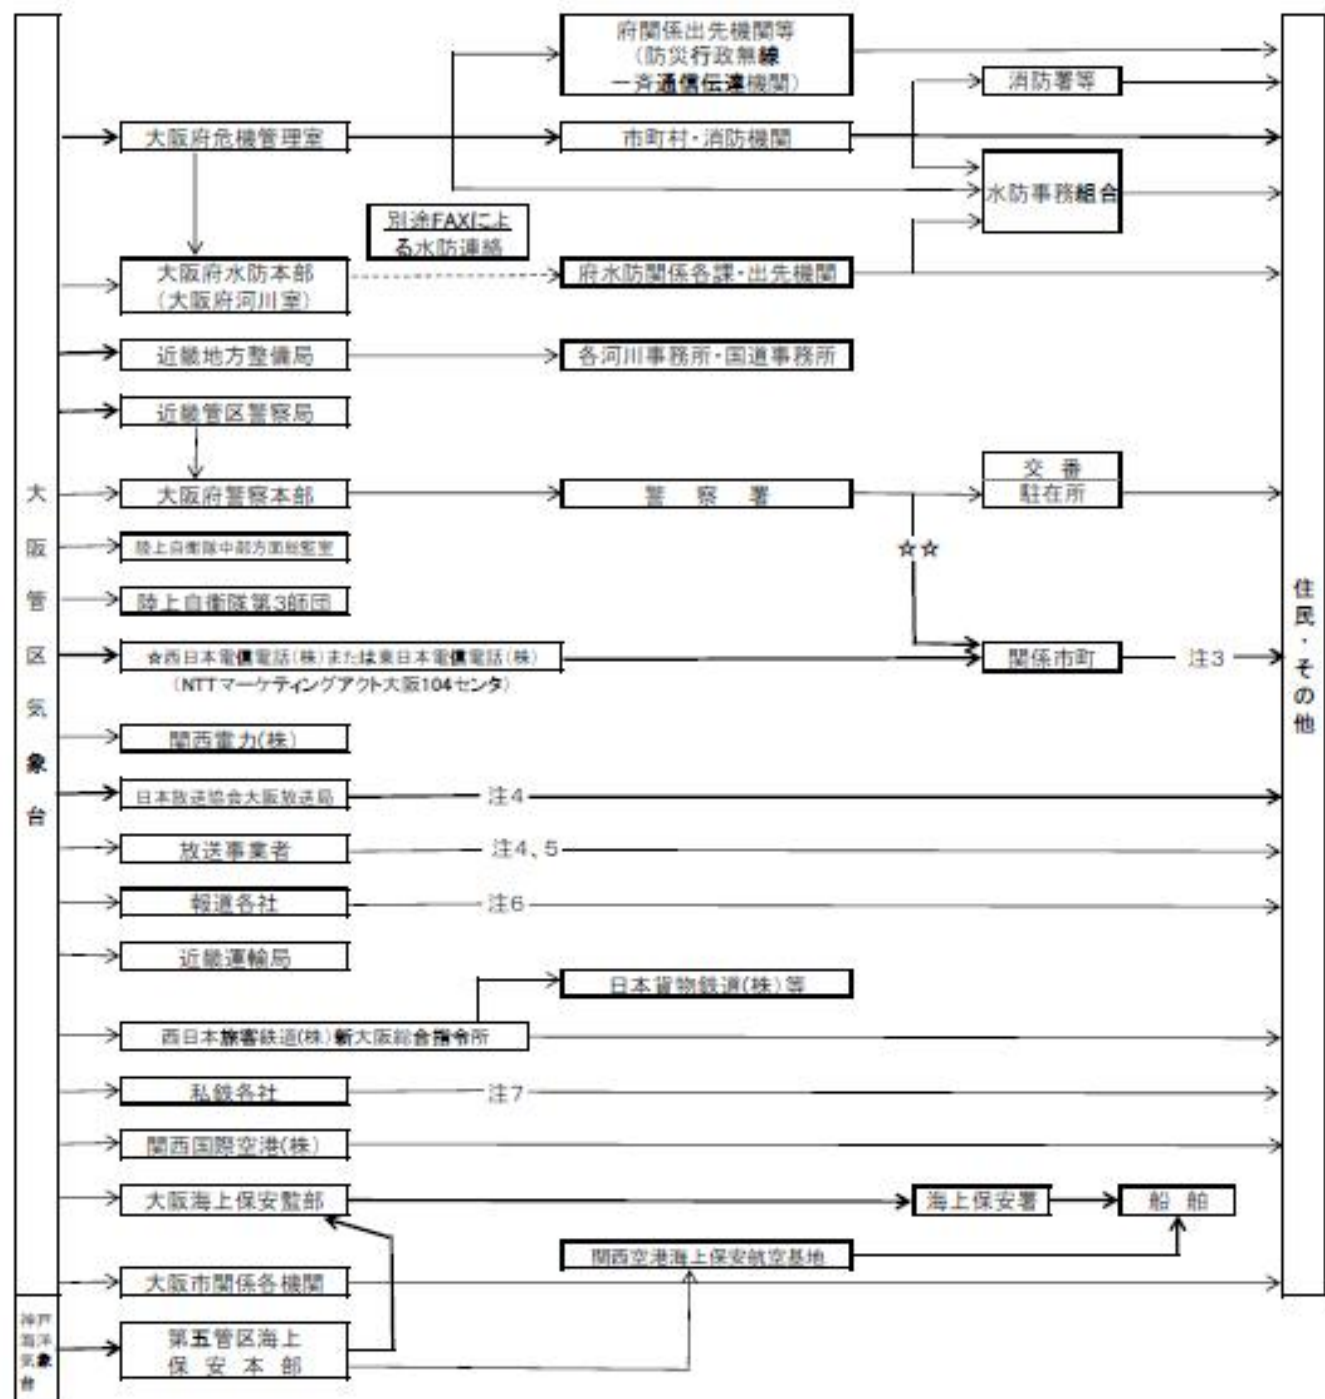 府関係出先機関等
(防災行政無線
一斉通信伝達機関)
消防署等
大阪府危機管理室
市町村・消防機関
水防事務組合
別途FAXによ
る水防連絡
大阪府水防本部
(大阪府河川室)
府水防関係各課・出先機関
近畿地方整備局
各河川事務所・国道事務所
近畿管区警察局
大阪府警察本部
警察署
交番
駐在所
陸上自衛隊中部方面総監室
☆☆
陸上自衛隊第3師団
☆西日本電信電話(株)または東日本電信電話(株)
(NTTマーケティングアクト大阪104センタ)
関係市町
注3
関西電力(株)
日本放送協会大阪放送局
注4
放送事業者
注4、5
報道各社
注6
近畿運輸局
日本貨物鉄道(株)等
西日本旅客鉄道(株)新大阪総合指令所
私鉄各社
注7
関西国際空港(株)
大阪海上保安監部
海上保安署
船舶
関西空港海上保安航空基地
大阪市関係各機関
第五管区海上
保安本部
大阪管区気象台
神戸海洋気象台
住民・その他